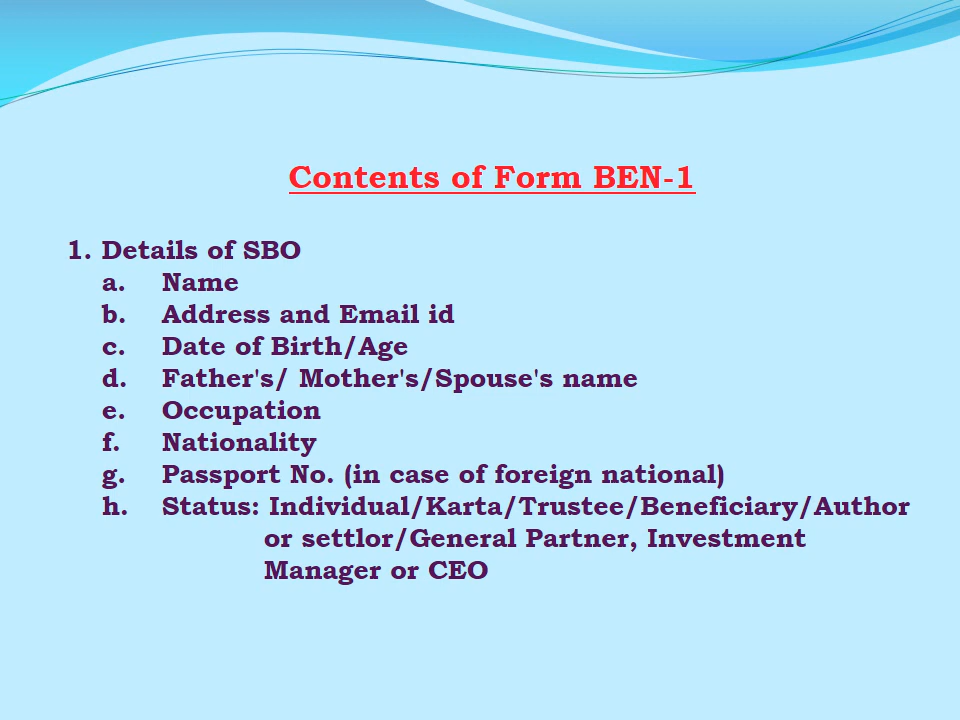 Contents of Form BEN-1
1. Details of SBO
a. Name
b. Address and Email id
c. Date of Birth/Age
d. Father's/ Mother's/Spouse's name
e. Occupation
f. Nationality
g. Passport No. (in case of foreign national)
h. Status: Individual/Karta/Trustee/Beneficiary/Author
or settlor/General Partner, Investment
Manager or CEO